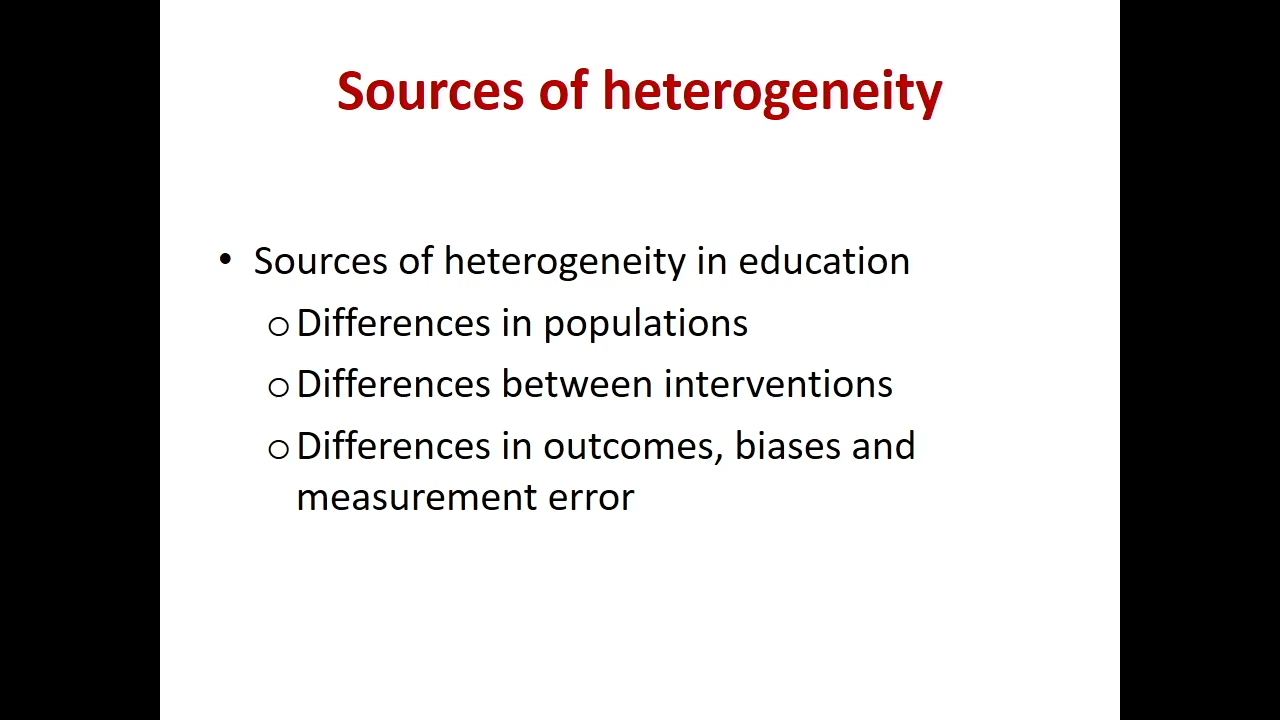 Sources of heterogeneity
• Sources of heterogeneity in education
o Differences in populations
o Differences between interventions
o Differences in outcomes, biases and
measurement error